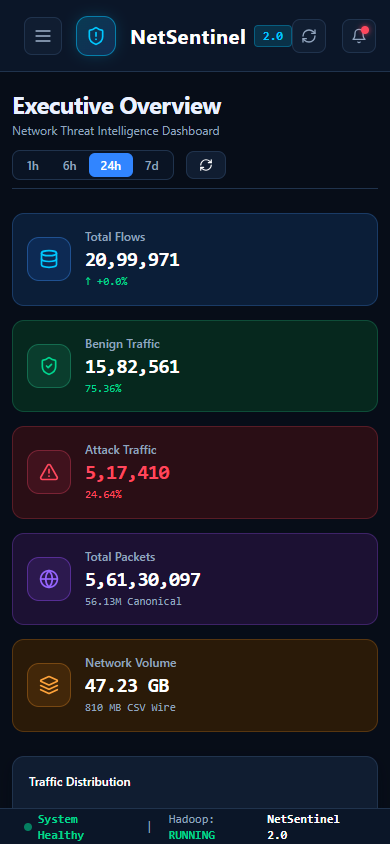 NetSentinel 2.0
Executive Overview
Network Threat Intelligence Dashboard
1h 6h 24h 7d
Total Flows
20,99,971
↑ +0.0%
Benign Traffic
15,82,561
75.36%
Attack Traffic
5,17,410
24.64%
Total Packets
5,61,30,097
56.13M Canonical
Network Volume
47.23 GB
810 MB CSV Wire
Traffic Distribution
System Healthy | Hadoop: RUNNING NetSentinel 2.0